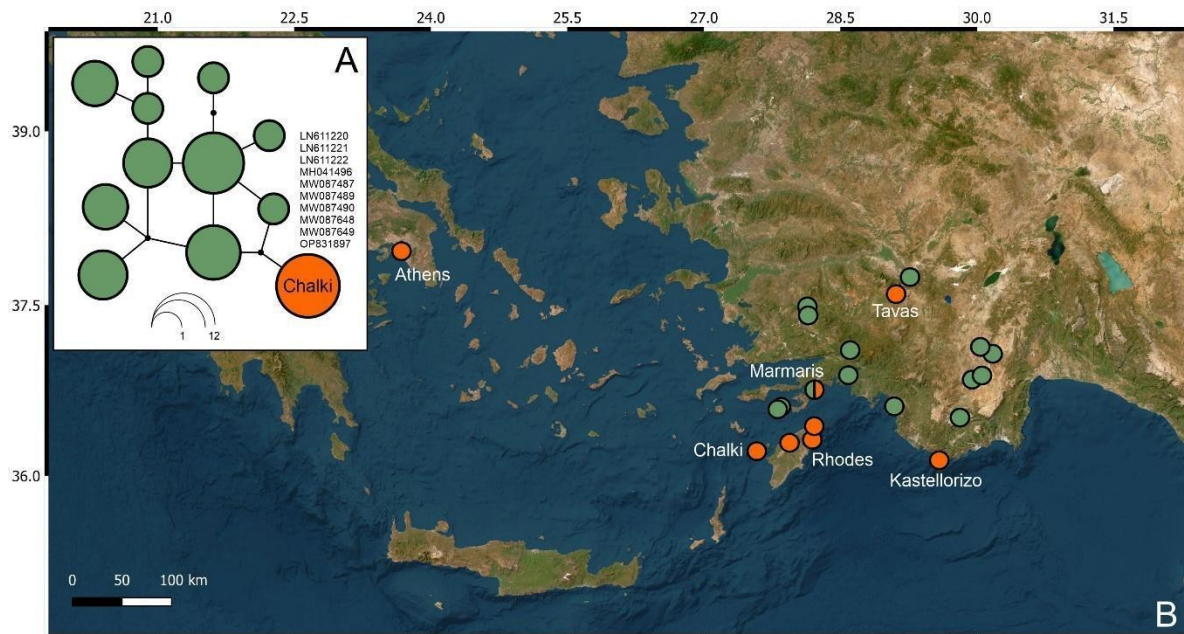 21.0 22.5 24.0 25.5 27.0 28.5 30.0 31.5
A
39.0
37.5
36.0
LN611220
LN611221
LN611222
MH041496
MW087487
MW087489
MW087490
MW087648
MW087649
OP831897
Chalki
1 12
Athens
Tavas
Marmaris
Chalki
Rhodes
Kastellorizo
0 50 100 km
B